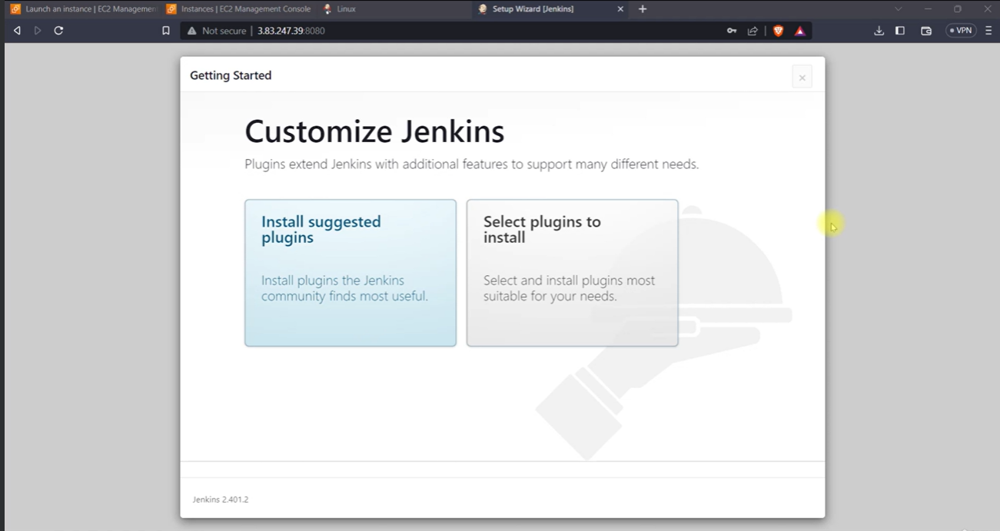 Launch an instance | EC2 Managemen
Instances | EC2 Management Console
Linux
Setup Wizard [Jenkins]
Not secure | 3.83.247.39:8080
VPN
Getting Started
Customize Jenkins
Plugins extend Jenkins with additional features to support many different needs.
Install suggested
plugins
Install plugins the Jenkins
community finds most useful.
Select plugins to
install
Select and install plugins most
suitable for your needs.
Jenkins 2.401.2